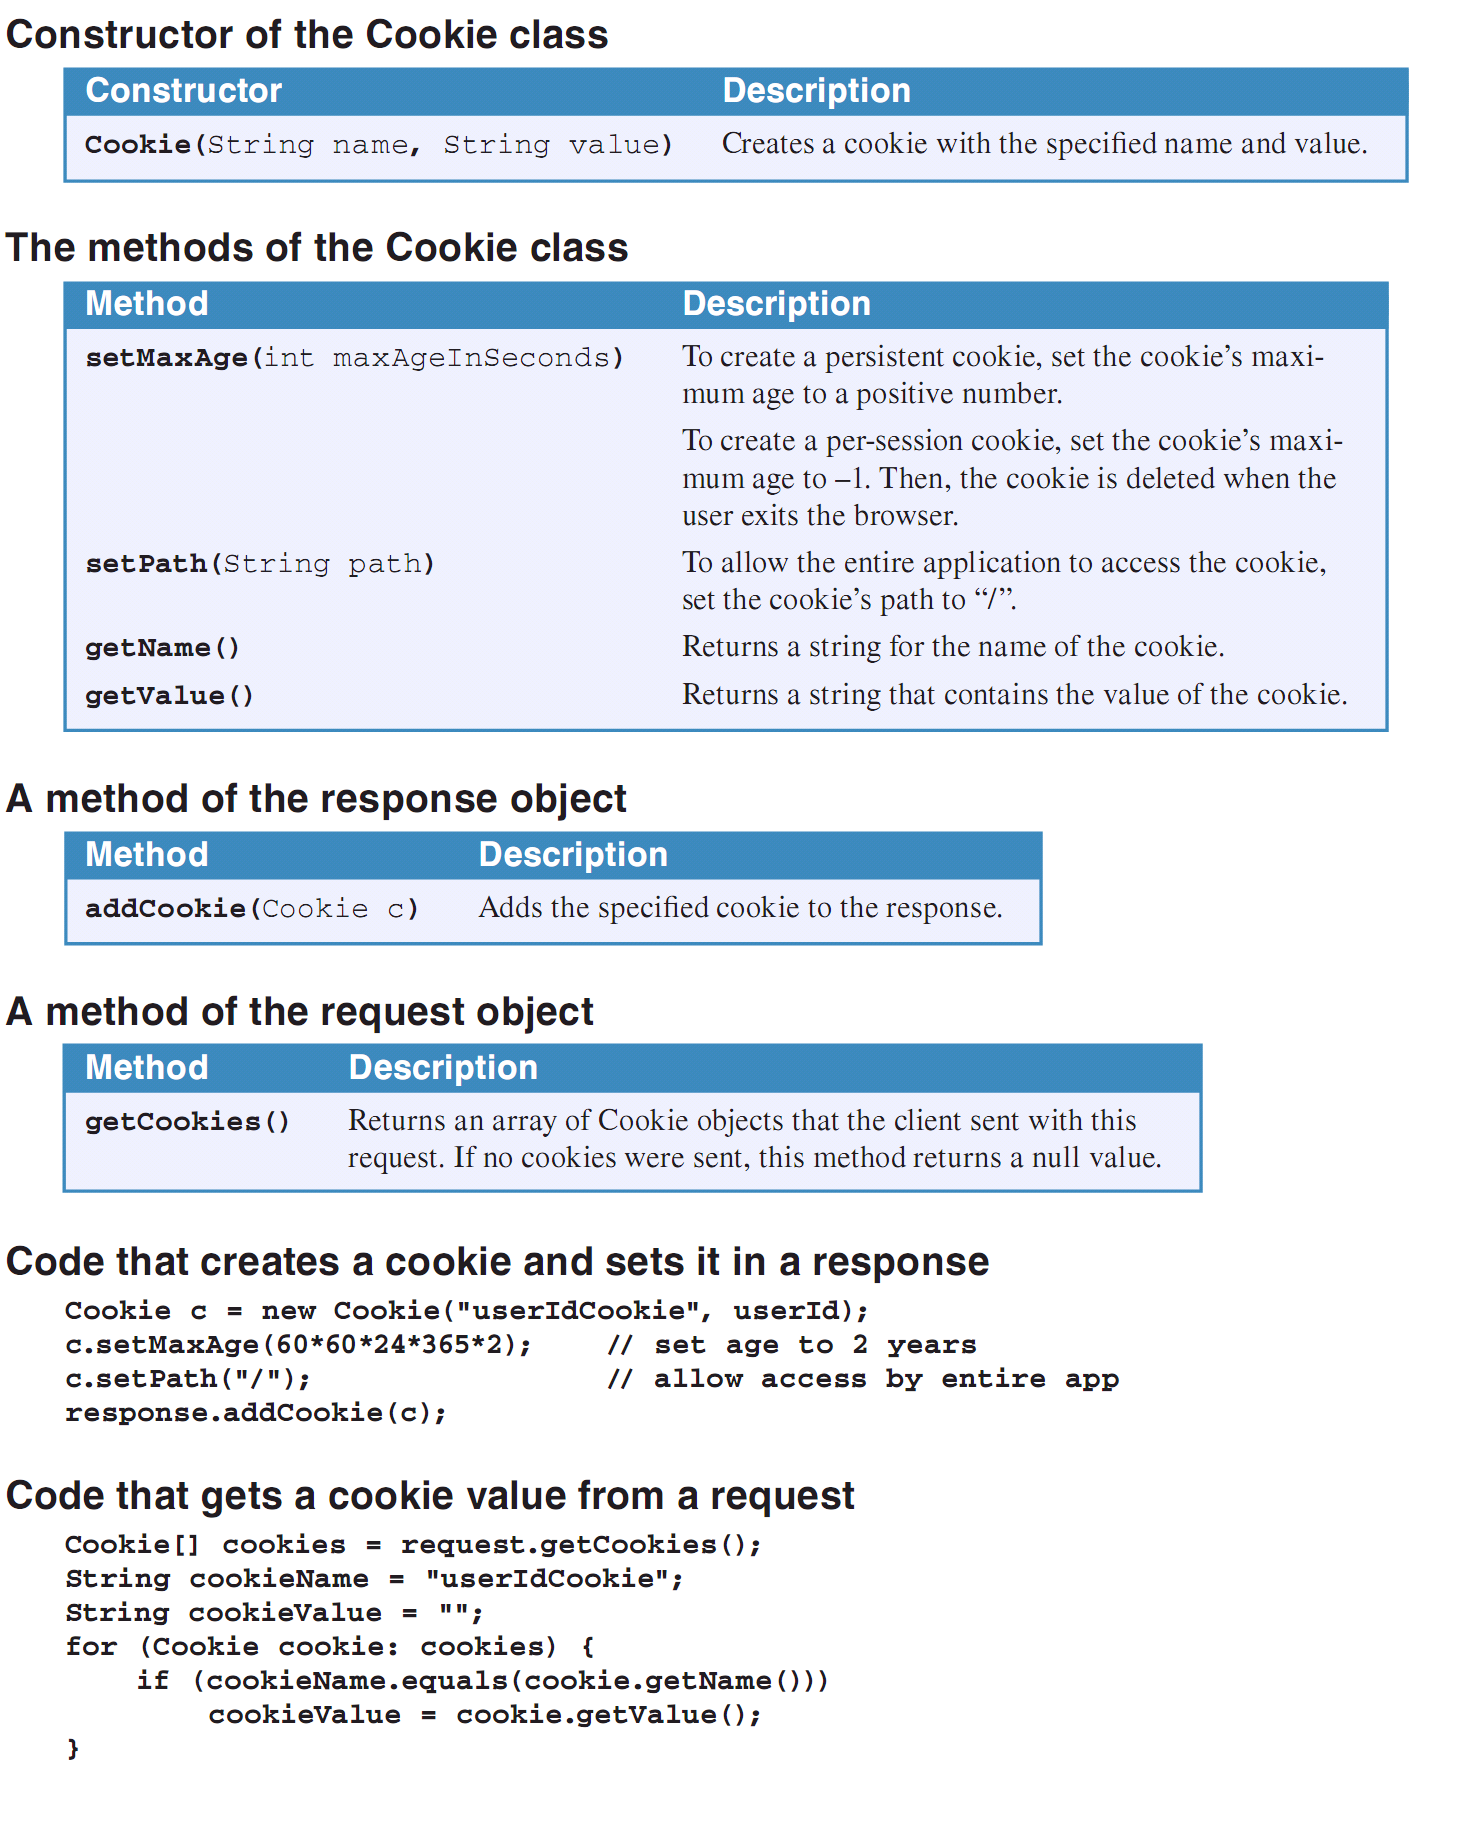 Constructor of the Cookie class
Constructor Description
Cookie(String name, String value) Creates a cookie with the specified name and value.
The methods of the Cookie class
Method Description
setMaxAge(int maxAgeInSeconds) To create a persistent cookie, set the cookie’s maxi-
mum age to a positive number.
To create a per-session cookie, set the cookie’s maxi-
mum age to –1. Then, the cookie is deleted when the
user exits the browser.
setPath(String path) To allow the entire application to access the cookie,
set the cookie’s path to “/”.
getName() Returns a string for the name of the cookie.
getValue() Returns a string that contains the value of the cookie.
A method of the response object
Method Description
addCookie(Cookie c) Adds the specified cookie to the response.
A method of the request object
Method Description
getCookies() Returns an array of Cookie objects that the client sent with this
request. If no cookies were sent, this method returns a null value.
Code that creates a cookie and sets it in a response
Cookie c = new Cookie("userIdCookie", userId);
c.setMaxAge(60*60*24*365*2);    // set age to 2 years
c.setPath("/");                 // allow access by entire app
response.addCookie(c);
Code that gets a cookie value from a request
Cookie[] cookies = request.getCookies();
String cookieName = "userIdCookie";
String cookieValue = "";
for (Cookie cookie: cookies) {
    if (cookieName.equals(cookie.getName()))
        cookieValue = cookie.getValue();
}